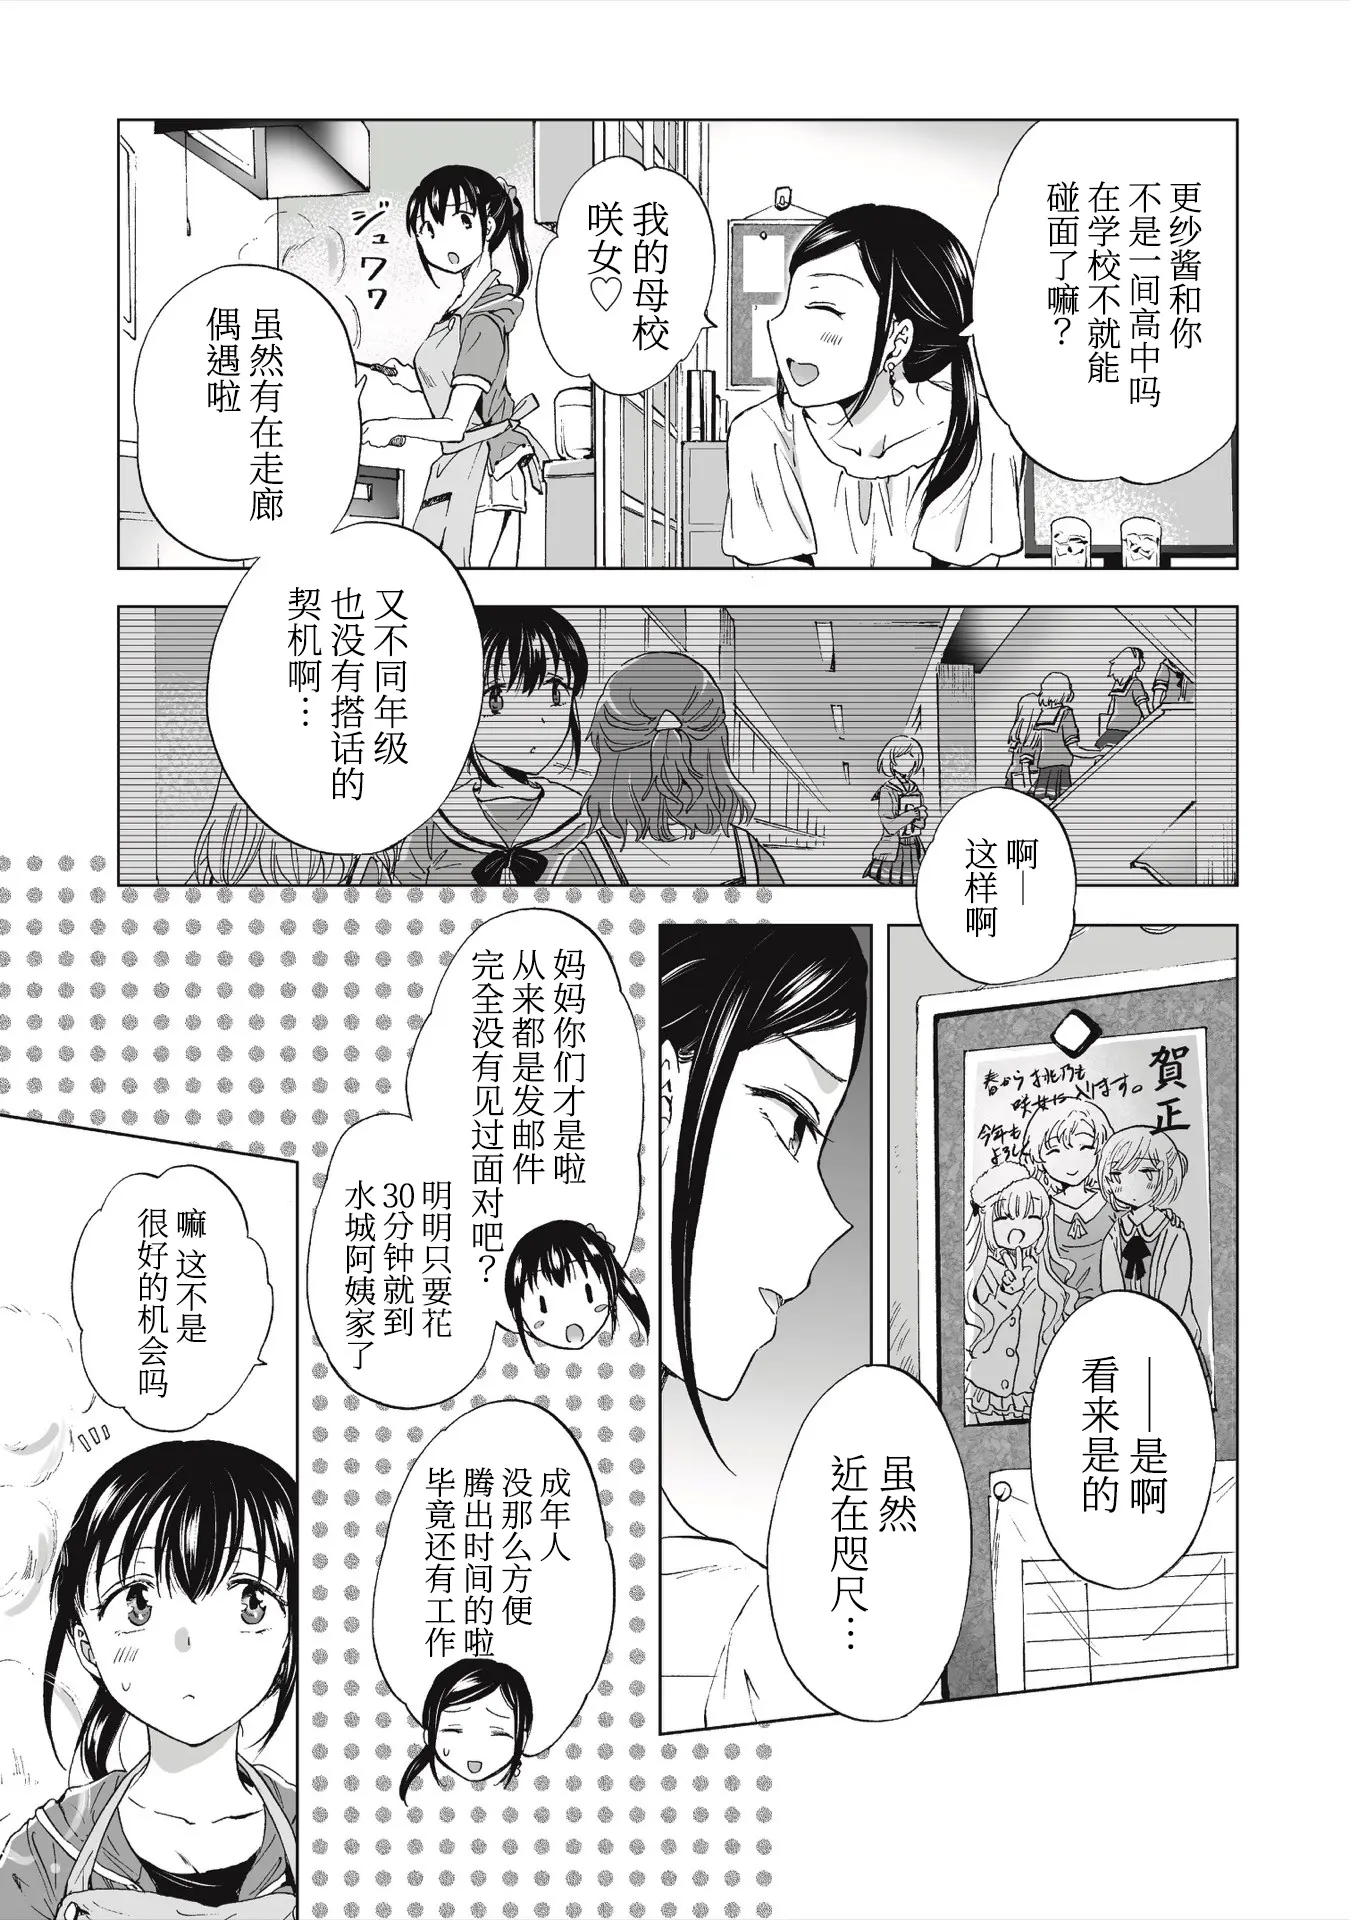 更纱酱和你
不是一间高中吗
在学校不就能
碰面了嘛？
我的母校
咲女♡
ジュワワ
虽然有在走廊
偶遇啦
又不同年级
也没有搭话的
契机啊…
啊—
这样啊
賀正
春から桃乃も
咲女に入ります。
今年も
よろしく
——是啊
看来是的
虽然
近在咫尺…
妈妈你们才是啦
从来都是发邮件
完全没有见过面对吧？
明明只要花
30分钟就到
水城阿姨家了
成年人
没那么方便
腾出时间的啦
毕竟还有工作
嘛 这不是
很好的机会吗